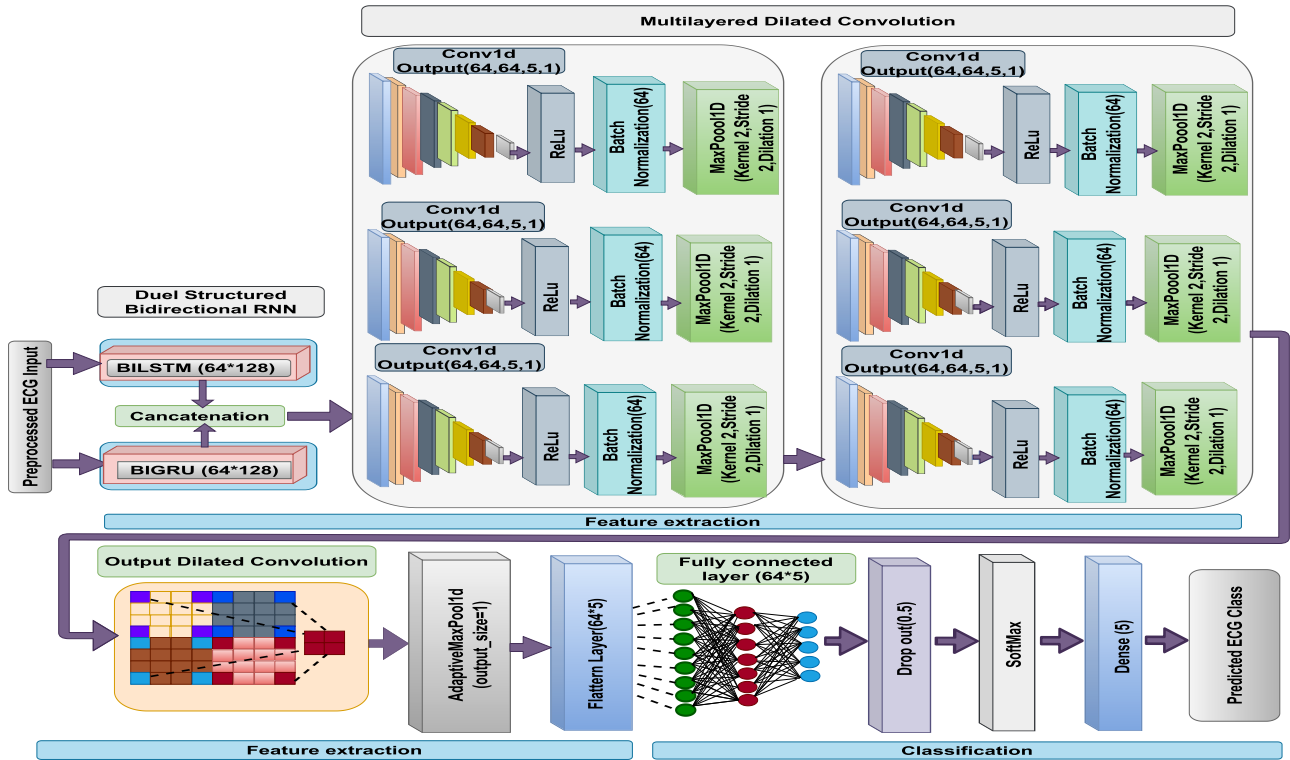 Multilayered Dilated Convolution
Conv1d
Output(64,64,5,1)
ReLu
Batch
Normalization(64)
MaxPoool1D
(Kernel 2,Stride
2,Dilation 1)
Conv1d
Output(64,64,5,1)
ReLu
Batch
Normalization(64)
MaxPoool1D
(Kernel 2,Stride
2,Dilation 1)
Conv1d
Output(64,64,5,1)
ReLu
Batch
Normalization(64)
MaxPoool1D
(Kernel 2,Stride
2,Dilation 1)
Conv1d
Output(64,64,5,1)
ReLu
Batch
Normalization(64)
MaxPoool1D
(Kernel 2,Stride
2,Dilation 1)
Duel Structured
Bidirectional RNN
Preprocessed ECG Input
BILSTM (64*128)
Cancatenation
BIGRU (64*128)
Conv1d
Output(64,64,5,1)
ReLu
Batch
Normalization(64)
MaxPoool1D
(Kernel 2,Stride
2,Dilation 1)
Conv1d
Output(64,64,5,1)
ReLu
Batch
Normalization(64)
MaxPoool1D
(Kernel 2,Stride
2,Dilation 1)
Feature extraction
Output Dilated Convolution
AdaptiveMaxPool1d
(output_size=1)
Flattern Layer(64*5)
Fully connected
layer (64*5)
Drop out(0.5)
SoftMax
Dense (5)
Predicted ECG Class
Feature extraction
Classification